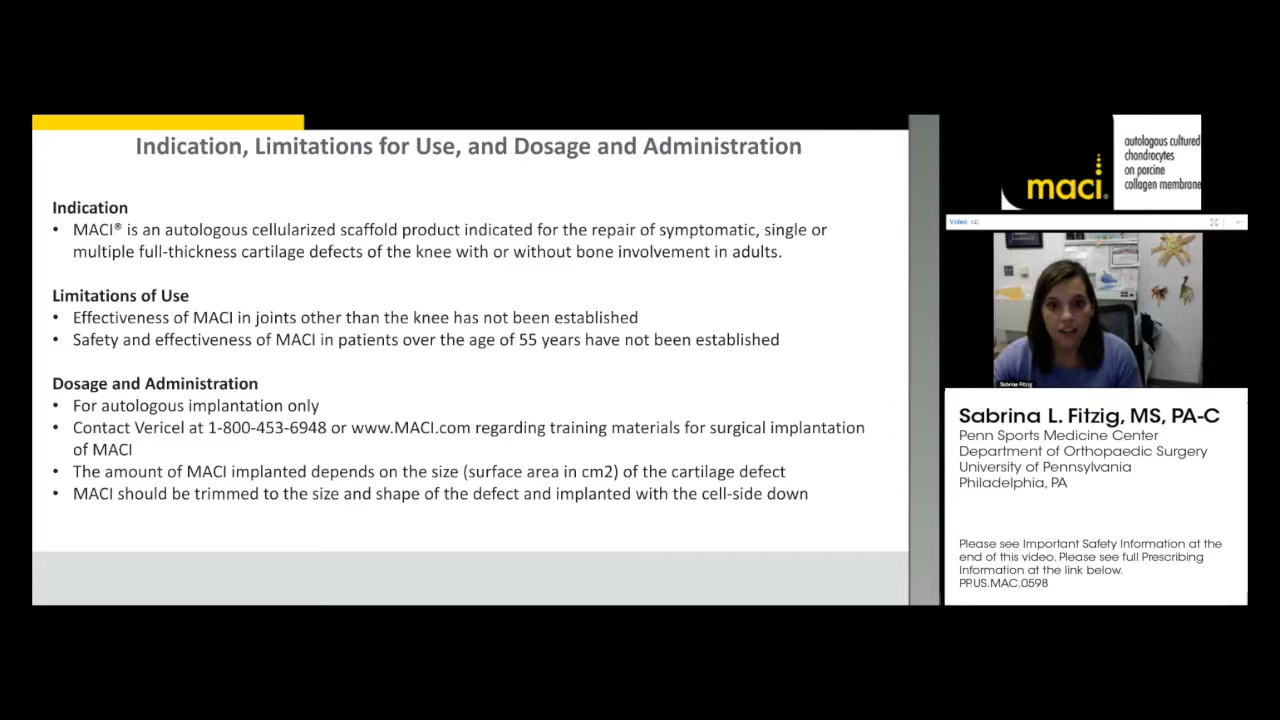 Indication, Limitations for Use, and Dosage and Administration
Indication
• MACI® is an autologous cellularized scaffold product indicated for the repair of symptomatic, single or
multiple full-thickness cartilage defects of the knee with or without bone involvement in adults.
Limitations of Use
• Effectiveness of MACI in joints other than the knee has not been established
• Safety and effectiveness of MACI in patients over the age of 55 years have not been established
Dosage and Administration
• For autologous implantation only
• Contact Vericel at 1-800-453-6948 or www.MACI.com regarding training materials for surgical implantation
of MACI
• The amount of MACI implanted depends on the size (surface area in cm2) of the cartilage defect
• MACI should be trimmed to the size and shape of the defect and implanted with the cell-side down
maci®
autologous cultured
chondrocytes
on porcine
collagen membrane
Video
Sabrina Fitzig
Sabrina L. Fitzig, MS, PA-C
Penn Sports Medicine Center
Department of Orthopaedic Surgery
University of Pennsylvania
Philadelphia, PA
Please see Important Safety Information at the
end of this video. Please see full Prescribing
Information at the link below.
PP.US.MAC.0598